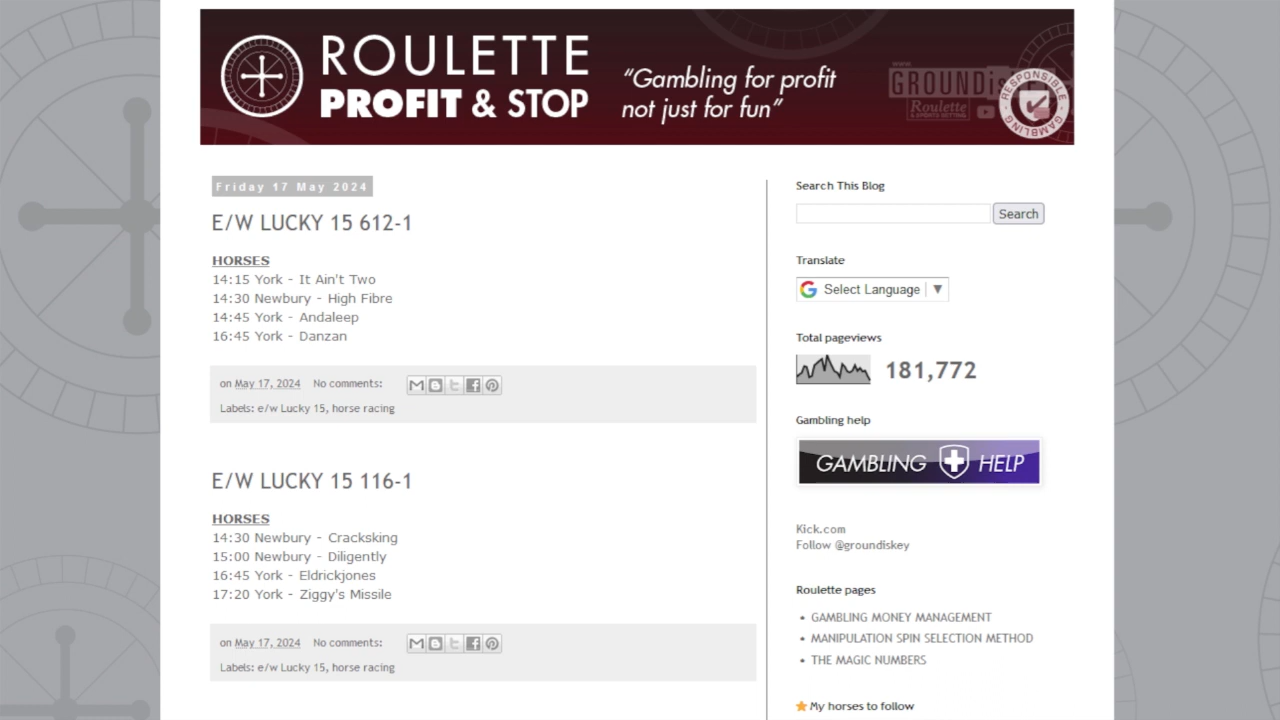 ROULETTE
PROFIT & STOP
“Gambling for profit
not just for fun”
www.
GROUNDis
Roulette
RESPONSIBLE GAMBLING
Friday 17 May 2024
E/W LUCKY 15 612-1
HORSES
14:15 York - It Ain't Two
14:30 Newbury - High Fibre
14:45 York - Andaleep
16:45 York - Danzan
on May 17, 2024 No comments:
Labels: e/w Lucky 15, horse racing
E/W LUCKY 15 116-1
HORSES
14:30 Newbury - Cracksking
15:00 Newbury - Diligently
16:45 York - Eldrickjones
17:20 York - Ziggy's Missile
on May 17, 2024 No comments:
Labels: e/w Lucky 15, horse racing
Search This Blog
Search
Translate
Select Language ▼
Total pageviews
181,772
Gambling help
GAMBLING HELP
Kick.com
Follow @groundiskey
Roulette pages
• GAMBLING MONEY MANAGEMENT
• MANIPULATION SPIN SELECTION METHOD
• THE MAGIC NUMBERS
My horses to follow